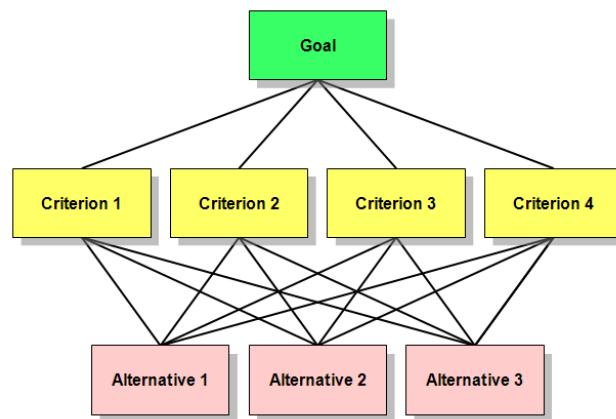 Goal
Criterion 1
Criterion 2
Criterion 3
Criterion 4
Alternative 1
Alternative 2
Alternative 3